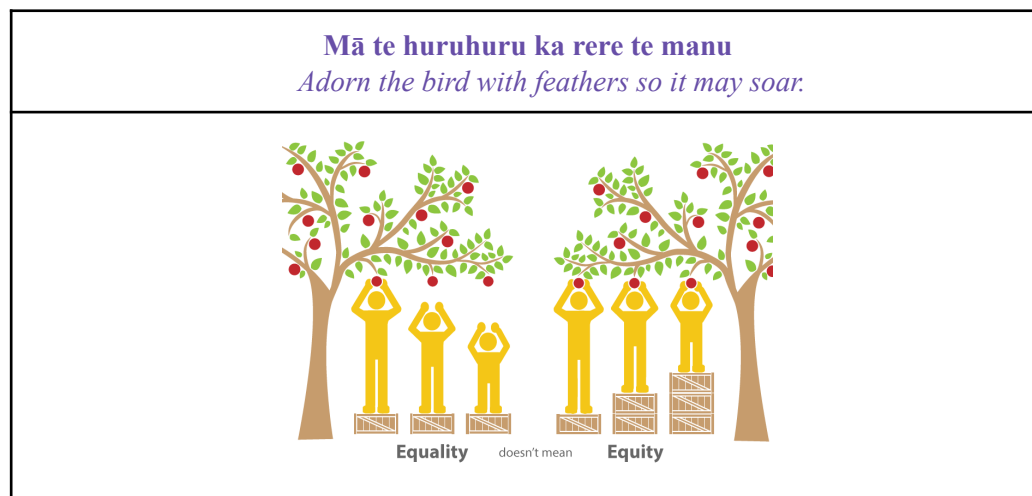 Mā te huruhuru ka rere te manu
Adorn the bird with feathers so it may soar.
Equality doesn't mean Equity